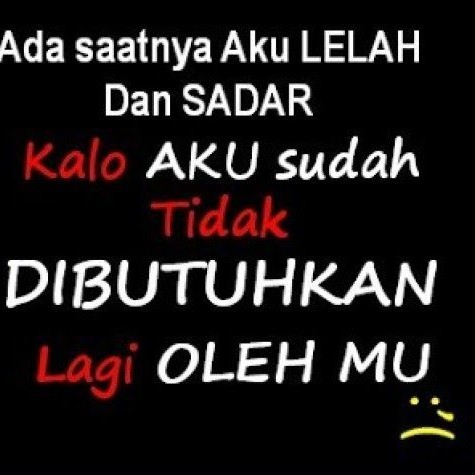 Ada saatnya Aku LELAH
Dan SADAR
Kalo AKU sudah
Tidak
DIBUTUHKAN
Lagi OLEH MU